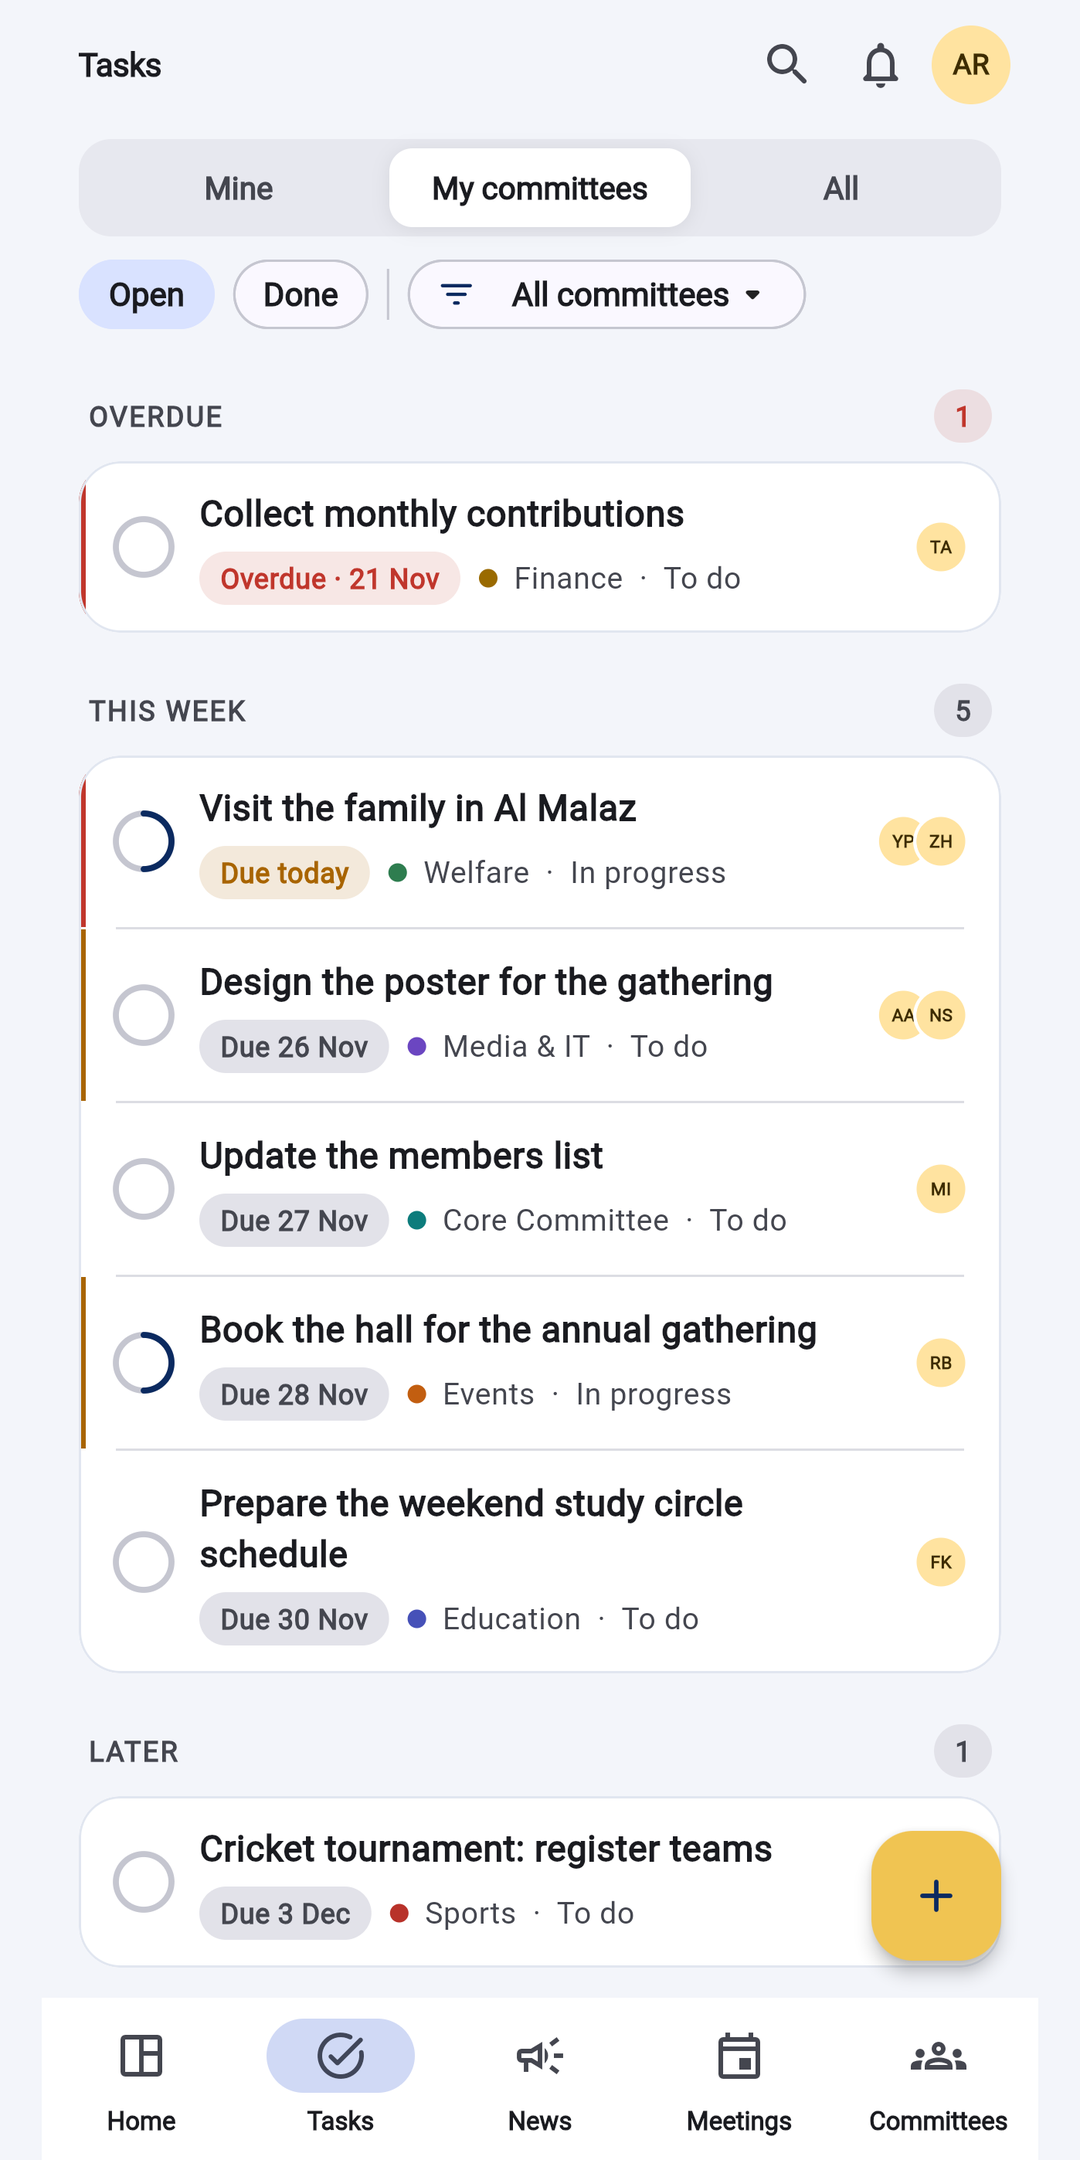 Tasks
AR
Mine
My committees
All
Open
Done
All committees
OVERDUE
1
Collect monthly contributions
Overdue · 21 Nov
Finance · To do
TA
THIS WEEK
5
Visit the family in Al Malaz
Due today
Welfare · In progress
YP
ZH
Design the poster for the gathering
Due 26 Nov
Media & IT · To do
AA
NS
Update the members list
Due 27 Nov
Core Committee · To do
MI
Book the hall for the annual gathering
Due 28 Nov
Events · In progress
RB
Prepare the weekend study circle
schedule
Due 30 Nov
Education · To do
FK
LATER
1
Cricket tournament: register teams
Due 3 Dec
Sports · To do
+
Home
Tasks
News
Meetings
Committees